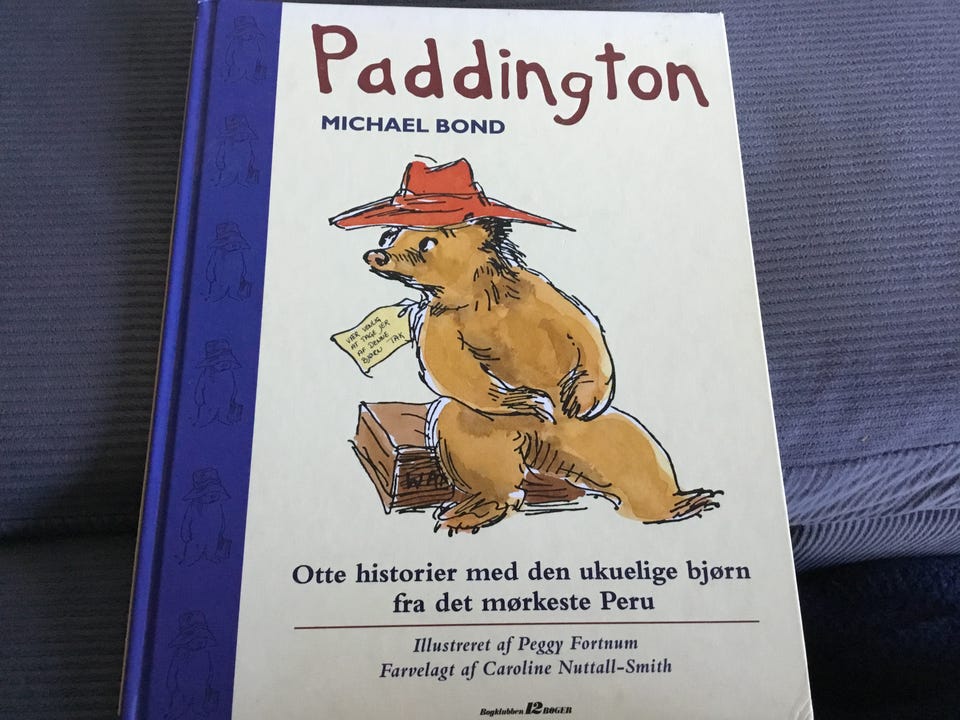 Paddington
MICHAEL BOND
VÆR VENLIG
AT TAGE JER
AF DENNE
BJØRN TAK
WAN
Otte historier med den ukuelige bjørn
fra det mørkeste Peru
Illustreret af Peggy Fortnum
Farvelagt af Caroline Nuttall-Smith
Bogklubben 12 BØGER